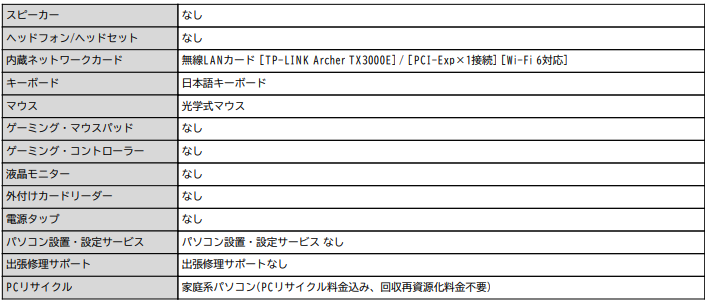 スピーカー なし
ヘッドフォン/ヘッドセット なし
内蔵ネットワークカード 無線LANカード [TP-LINK Archer TX3000E] / [PCI-Exp×1接続] [Wi-Fi 6対応]
キーボード 日本語キーボード
マウス 光学式マウス
ゲーミング・マウスパッド なし
ゲーミング・コントローラー なし
液晶モニター なし
外付けカードリーダー なし
電源タップ なし
パソコン設置・設定サービス パソコン設置・設定サービス なし
出張修理サポート 出張修理サポートなし
PCリサイクル 家庭系パソコン(PCリサイクル料金込み、回収再資源化料金不要)